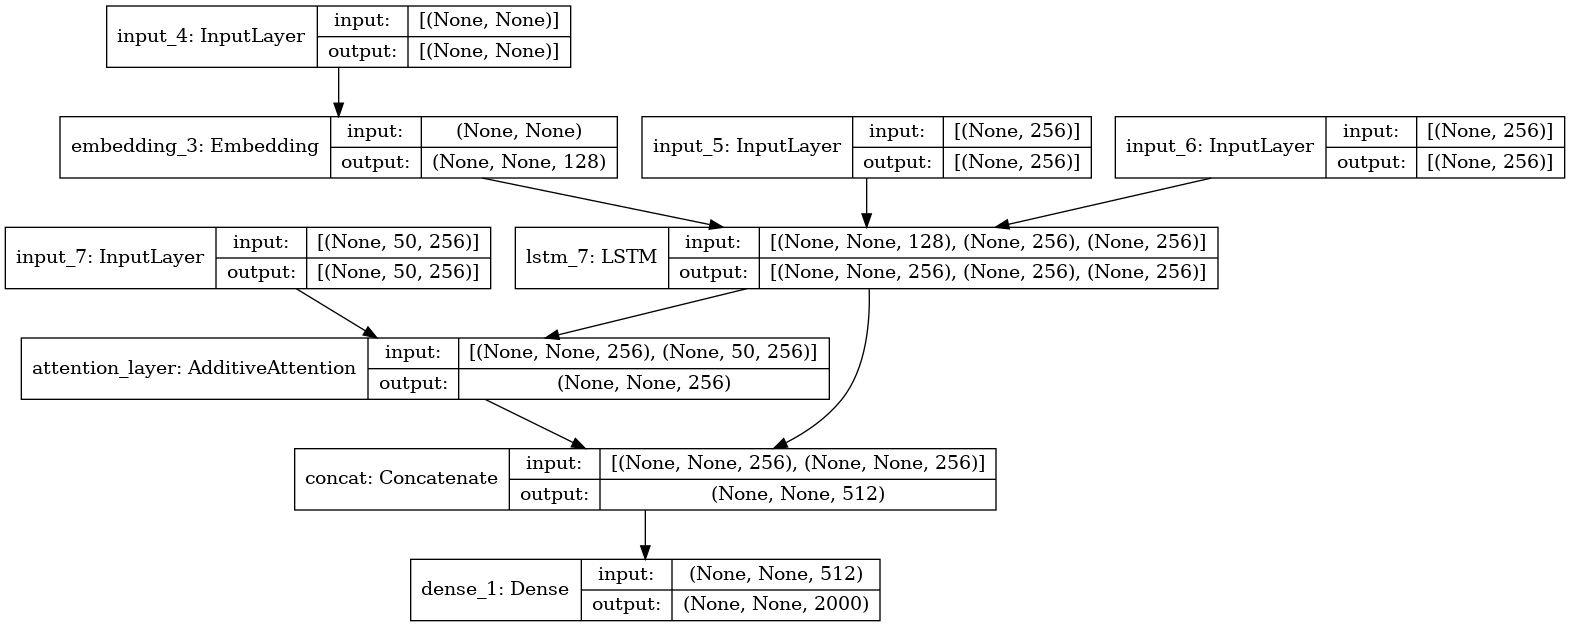 input_4: InputLayer
input: [(None, None)]
output: [(None, None)]
embedding_3: Embedding
input: (None, None)
output: (None, None, 128)
input_5: InputLayer
input: [(None, 256)]
output: [(None, 256)]
input_6: InputLayer
input: [(None, 256)]
output: [(None, 256)]
input_7: InputLayer
input: [(None, 50, 256)]
output: [(None, 50, 256)]
lstm_7: LSTM
input: [(None, None, 128), (None, 256), (None, 256)]
output: [(None, None, 256), (None, 256), (None, 256)]
attention_layer: AdditiveAttention
input: [(None, None, 256), (None, 50, 256)]
output: (None, None, 256)
concat: Concatenate
input: [(None, None, 256), (None, None, 256)]
output: (None, None, 512)
dense_1: Dense
input: (None, None, 512)
output: (None, None, 2000)